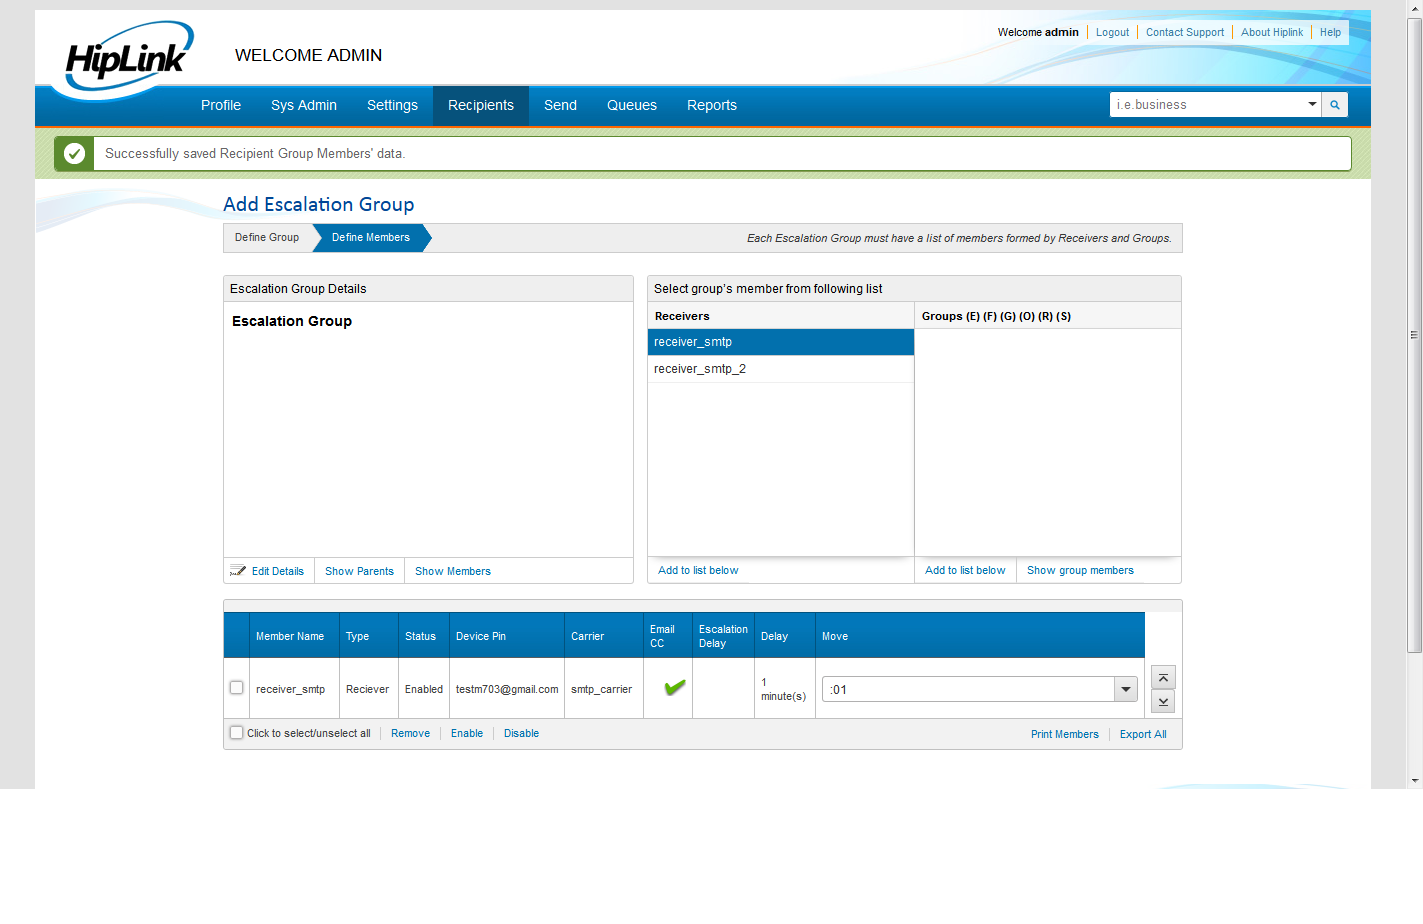 HipLink
WELCOME ADMIN
Welcome admin Logout Contact Support About Hiplink Help
Profile Sys Admin Settings Recipients Send Queues Reports i.e.business
Successfully saved Recipient Group Members' data.
Add Escalation Group
Define Group Define Members Each Escalation Group must have a list of members formed by Receivers and Groups.
Escalation Group Details
Escalation Group
Edit Details Show Parents Show Members
Select group's member from following list
Receivers Groups (E) (F) (G) (O) (R) (S)
receiver_smtp
receiver_smtp_2
Add to list below Add to list below Show group members
Member Name Type Status Device Pin Carrier Email CC Escalation Delay Delay Move
receiver_smtp Reciever Enabled testm703@gmail.com smtp_carrier 1 minute(s) :01
Click to select/unselect all Remove Enable Disable Print Members Export All